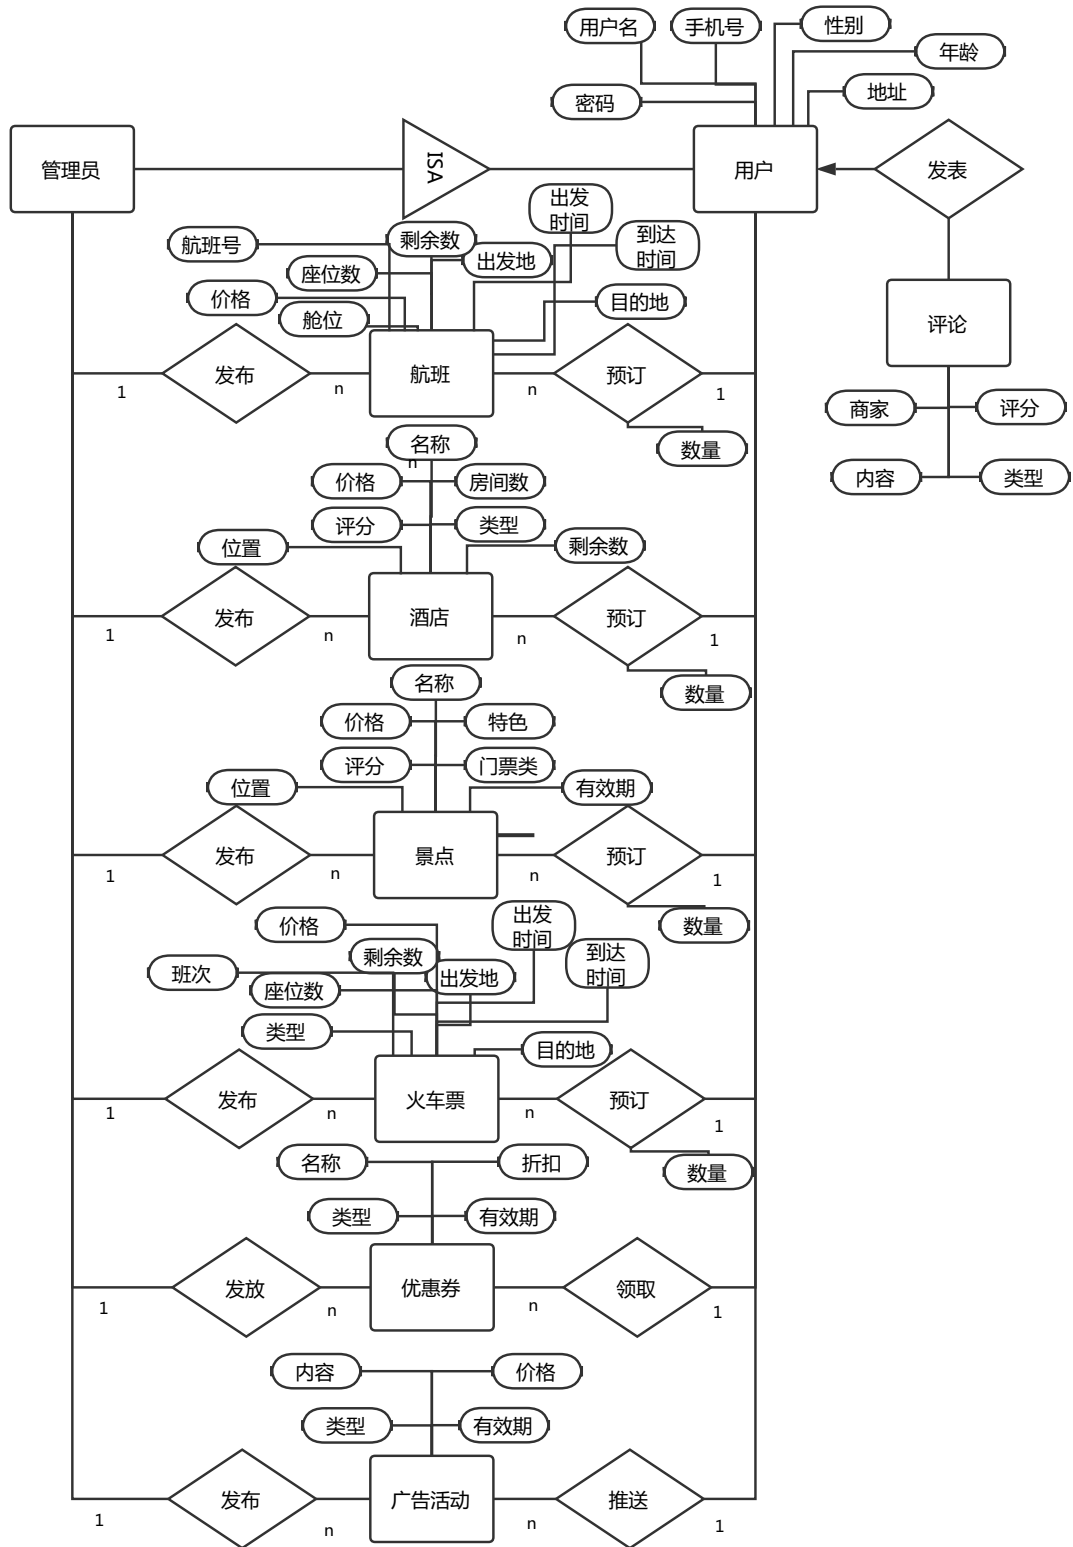 用户名
手机号
性别
年龄
密码
地址
管理员
ISA
用户
发表
出发
时间
到达
时间
航班号
剩余数
出发地
座位数
价格
目的地
舱位
评论
发布
航班
预订
1
n
n
1
商家
评分
数量
名称
n
价格
房间数
内容
类型
评分
类型
位置
剩余数
发布
酒店
预订
1
n
n
1
名称
数量
价格
特色
评分
门票类
位置
有效期
发布
景点
预订
1
n
n
1
出发
时间
价格
数量
到达
时间
剩余数
班次
出发地
座位数
类型
目的地
发布
火车票
预订
1
n
n
1
名称
折扣
数量
类型
有效期
发放
优惠券
领取
1
n
n
1
内容
价格
类型
有效期
发布
广告活动
推送
1
n
n
1